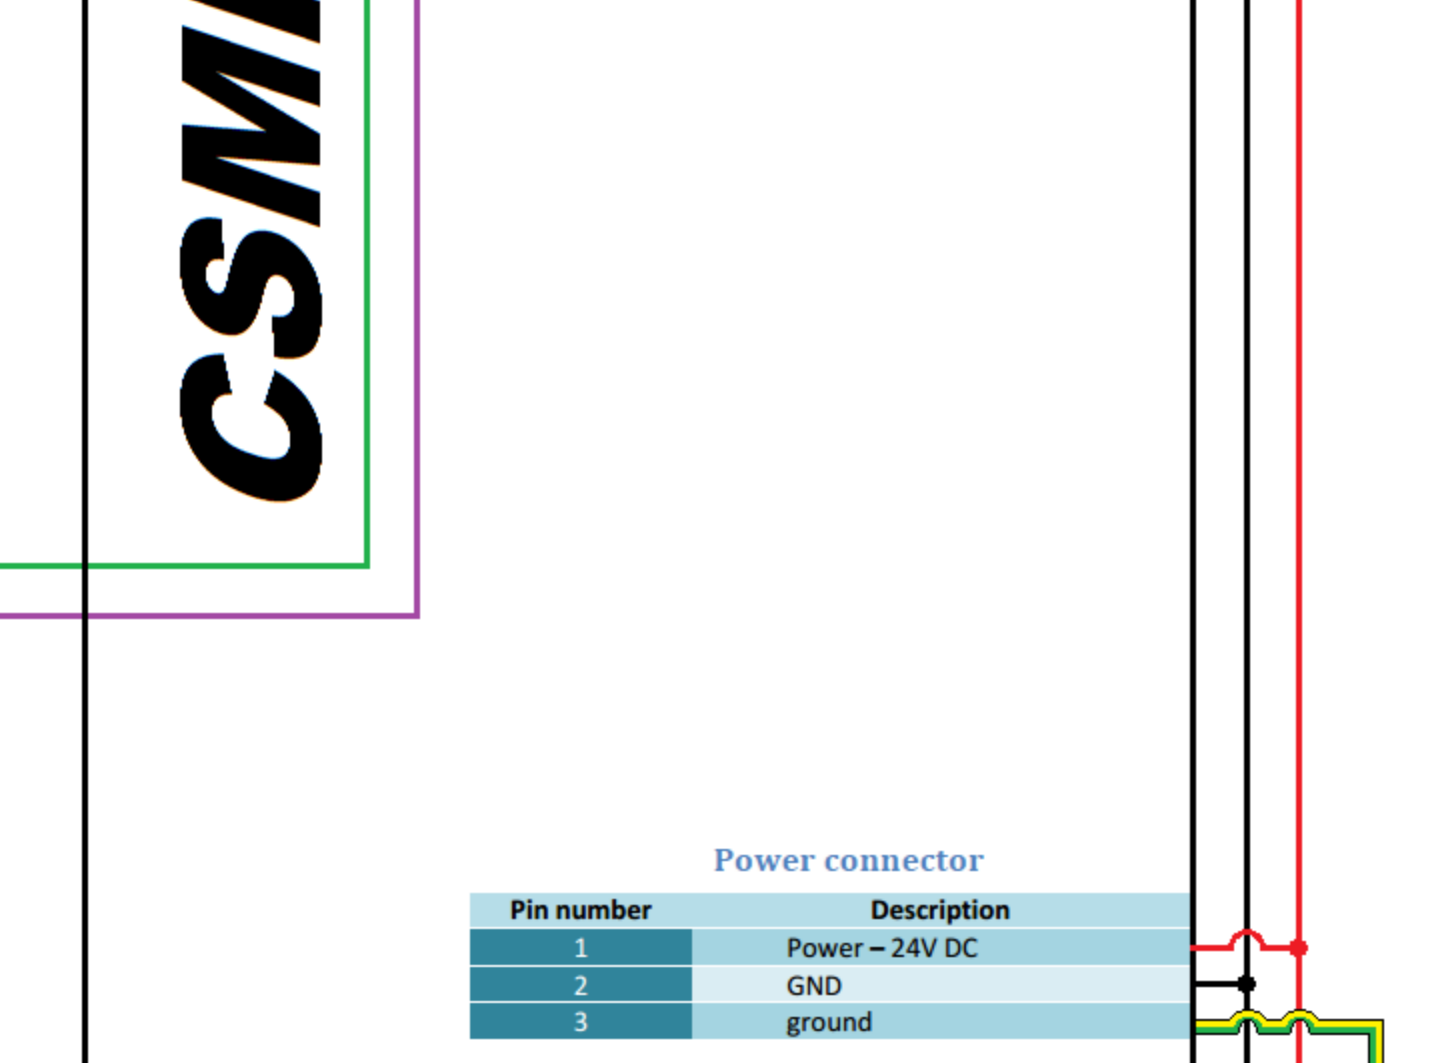 CSM
Power connector
Pin number Description
1 Power – 24V DC
2 GND
3 ground